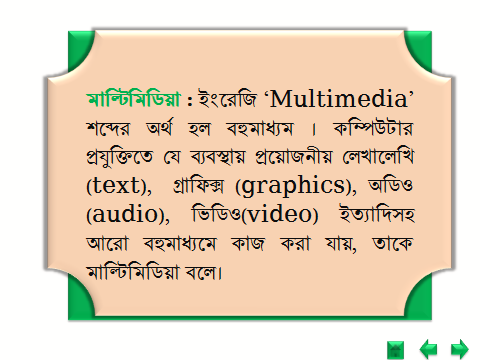 মাল্টিমিডিয়া : ইংরেজি ‘Multimedia’
শব্দের অর্থ হল বহুমাধ্যম । কম্পিউটার
প্রযুক্তিতে যে ব্যবস্থায় প্রয়োজনীয় লেখালেখি
(text), গ্রাফিক্স (graphics), অডিও
(audio), ভিডিও(video) ইত্যাদিসহ
আরো বহুমাধ্যমে কাজ করা যায়, তাকে
মাল্টিমিডিয়া বলে।